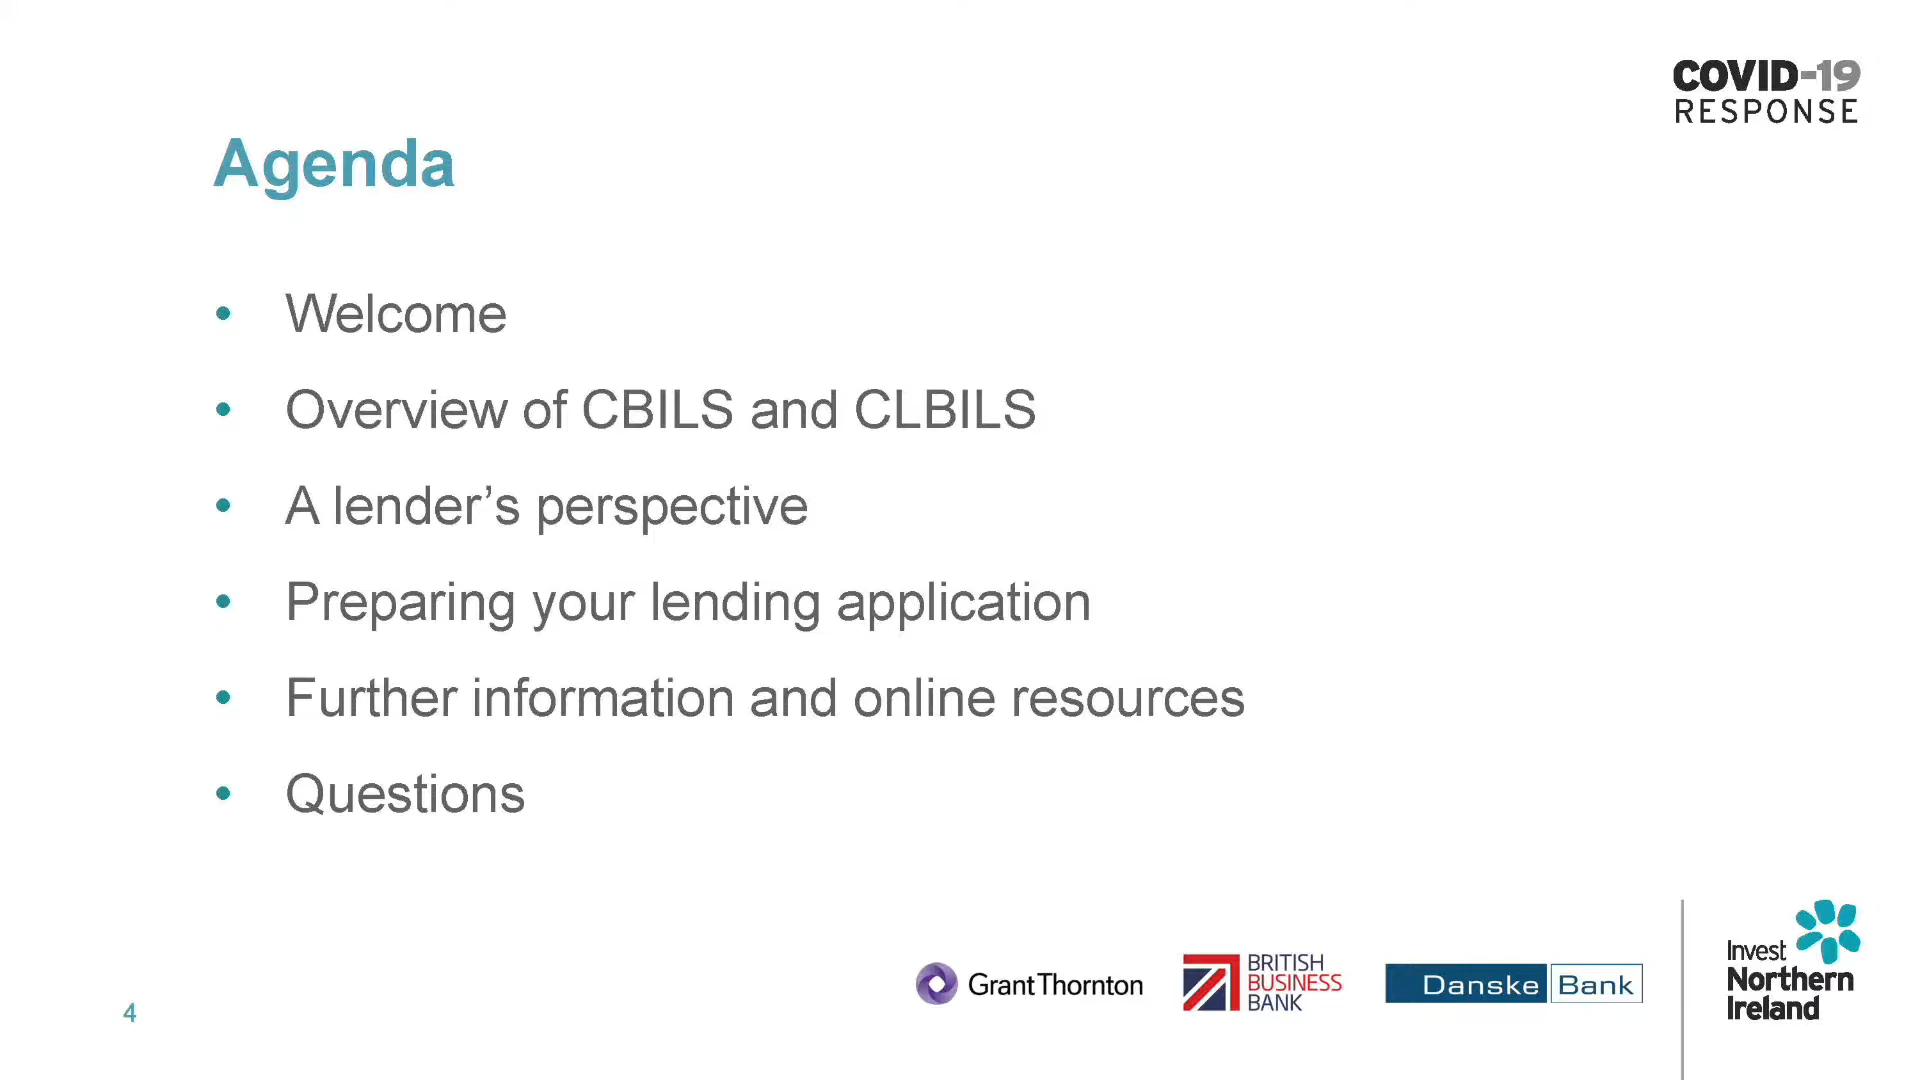 COVID-19
RESPONSE
Agenda
• Welcome
• Overview of CBILS and CLBILS
• A lender’s perspective
• Preparing your lending application
• Further information and online resources
• Questions
4
Grant Thornton
BRITISH
BUSINESS
BANK
Danske Bank
Invest
Northern
Ireland